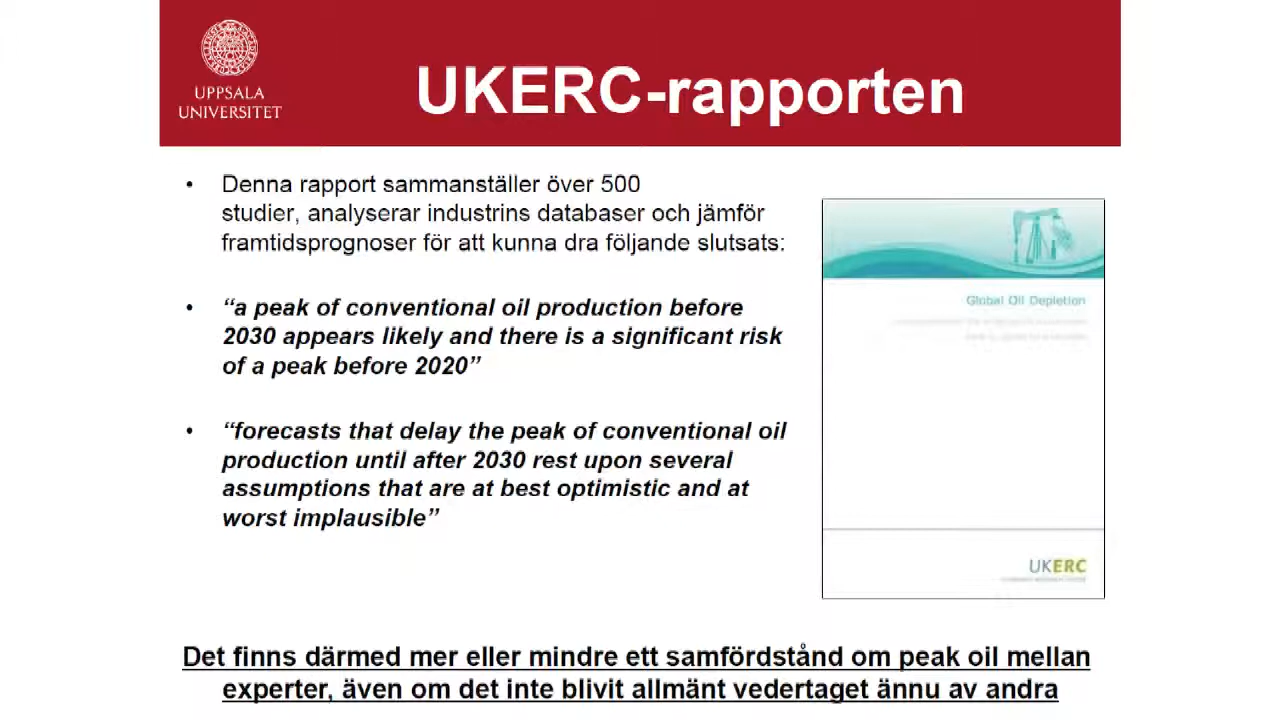 UPPSALA
UNIVERSITET
UKERC-rapporten
• Denna rapport sammanställer över 500
studier, analyserar industrins databaser och jämför
framtidsprognoser för att kunna dra följande slutsats:
• “a peak of conventional oil production before
2030 appears likely and there is a significant risk
of a peak before 2020”
• “forecasts that delay the peak of conventional oil
production until after 2030 rest upon several
assumptions that are at best optimistic and at
worst implausible”
Global Oil Depletion
UKERC
Det finns därmed mer eller mindre ett samfördstånd om peak oil mellan
experter, även om det inte blivit allmänt vedertaget ännu av andra